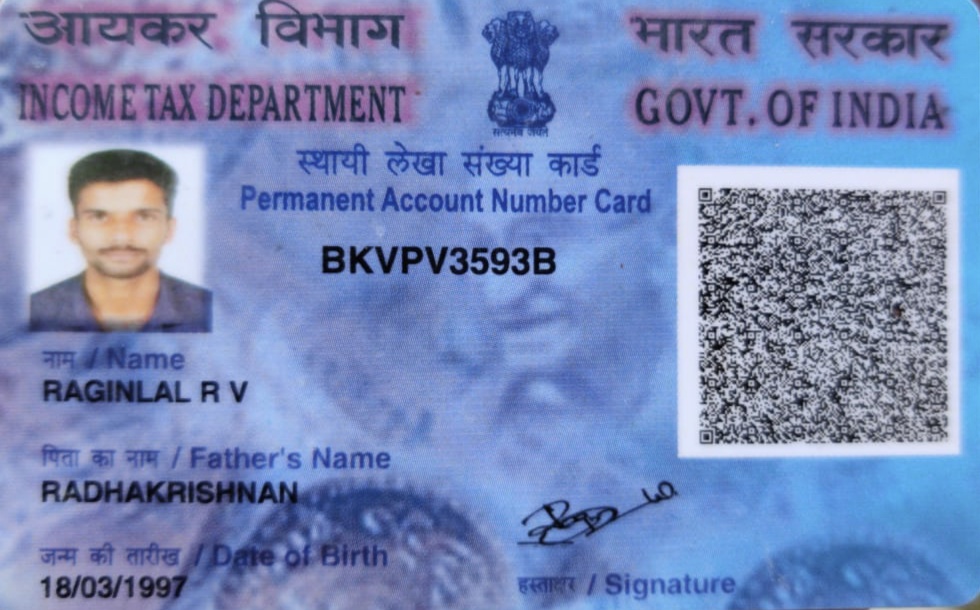 आयकर विभाग
INCOME TAX DEPARTMENT
भारत सरकार
GOVT. OF INDIA
सत्यमेव जयते
स्थायी लेखा संख्या कार्ड
Permanent Account Number Card
BKVPV3593B
नाम / Name
RAGINLAL R V
पिता का नाम / Father's Name
RADHAKRISHNAN
जन्म की तारीख / Date of Birth
18/03/1997
हस्ताक्षर / Signature